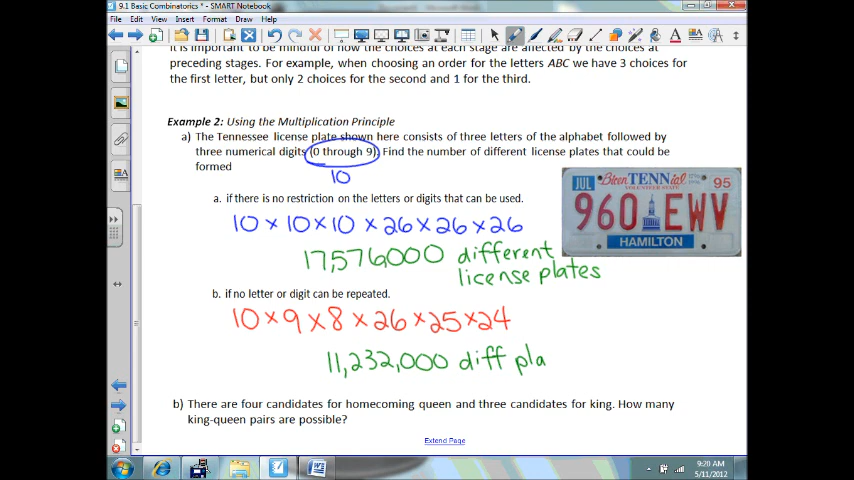 9.1 Basic Combinatorics * - SMART Notebook
File Edit View Insert Format Draw Help
It is important to be mindful of how the choices at each stage are affected by the choices at
preceding stages. For example, when choosing an order for the letters ABC we have 3 choices for
the first letter, but only 2 choices for the second and 1 for the third.
Example 2: Using the Multiplication Principle
a) The Tennessee license plate shown here consists of three letters of the alphabet followed by
three numerical digits (0 through 9). Find the number of different license plates that could be
formed
10
a. if there is no restriction on the letters or digits that can be used.
10 × 10 × 10 × 26 × 26 × 26
17,576,000 different
license plates
JUL Bicen TENNial 95
VOLUNTEER STATE
960 EWV
HAMILTON
b. if no letter or digit can be repeated.
10 × 9 × 8 × 26 × 25 × 24
11,232,000 diff pla
b) There are four candidates for homecoming queen and three candidates for king. How many
king-queen pairs are possible?
Extend Page
9:20 AM
5/11/2012